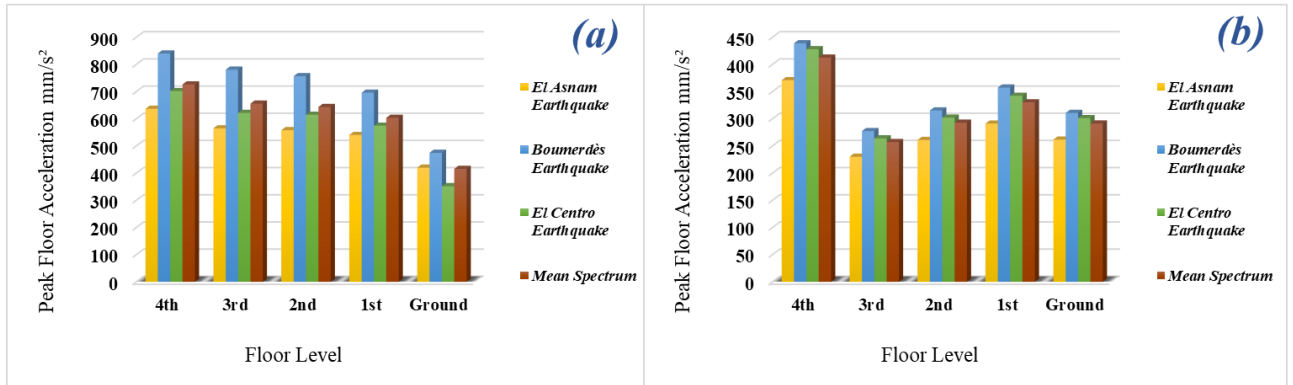 (a)
Peak Floor Acceleration mm/s²
900
800
700
600
500
400
300
200
100
0
4th 3rd 2nd 1st Ground
Floor Level
El Asnam
Earthquake
Boumerdès
Earthquake
El Centro
Earthquake
Mean Spectrum
(b)
Peak Floor Acceleration mm/s²
450
400
350
300
250
200
150
100
50
0
4th 3rd 2nd 1st Ground
Floor Level
El Asnam
Earthquake
Boumerdès
Earthquake
El Centro
Earthquake
Mean Spectrum